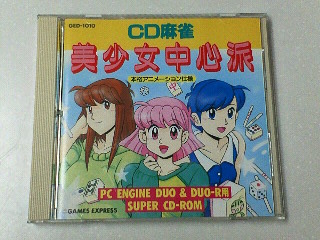 GED-1010
CD麻雀
美少女中心派
本格アニメーション仕様
PC ENGINE DUO & DUO-R用
SUPER CD-ROM
GAMES EXPRESS